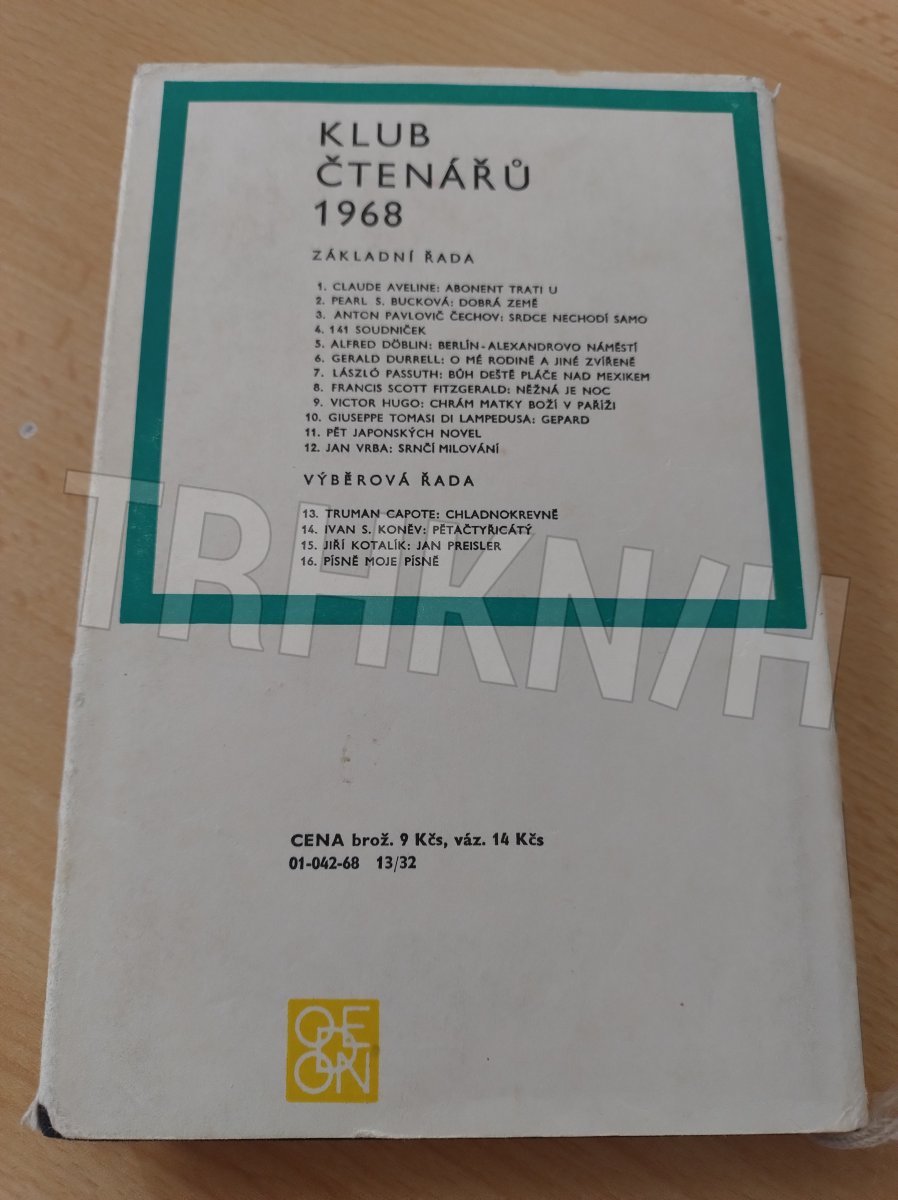 KLUB
ČTENÁŘŮ
1968
ZÁKLADNÍ ŘADA
1. CLAUDE AVELINE: ABONENT TRATI U
2. PEARL S. BUCKOVÁ: DOBRÁ ZEMĚ
3. ANTON PAVLOVIČ ČECHOV: SRDCE NECHODÍ SAMO
4. 141 SOUDNIČEK
5. ALFRED DÖBLIN: BERLÍN-ALEXANDROVO NÁMĚSTÍ
6. GERALD DURRELL: O MÉ RODINĚ A JINÉ ZVÍŘENĚ
7. LÁSZLÓ PASSUTH: BŮH DEŠTĚ PLÁČE NAD MEXIKEM
8. FRANCIS SCOTT FITZGERALD: NĚŽNÁ JE NOC
9. VICTOR HUGO: CHRÁM MATKY BOŽÍ V PAŘÍŽI
10. GIUSEPPE TOMASI DI LAMPEDUSA: GEPARD
11. PĚT JAPONSKÝCH NOVEL
12. JAN VRBA: SRNČÍ MILOVÁNÍ
VÝBĚROVÁ ŘADA
13. TRUMAN CAPOTE: CHLADNOKREVNĚ
14. IVAN S. KONĚV: PĚTAČTYŘICÁTÝ
15. JIŘÍ KOTALÍK: JAN PREISLER
16. PÍSNĚ MOJE PÍSNĚ
TRHKNIH
CENA brož. 9 Kčs, váz. 14 Kčs
01-042-68 13/32
ODEON